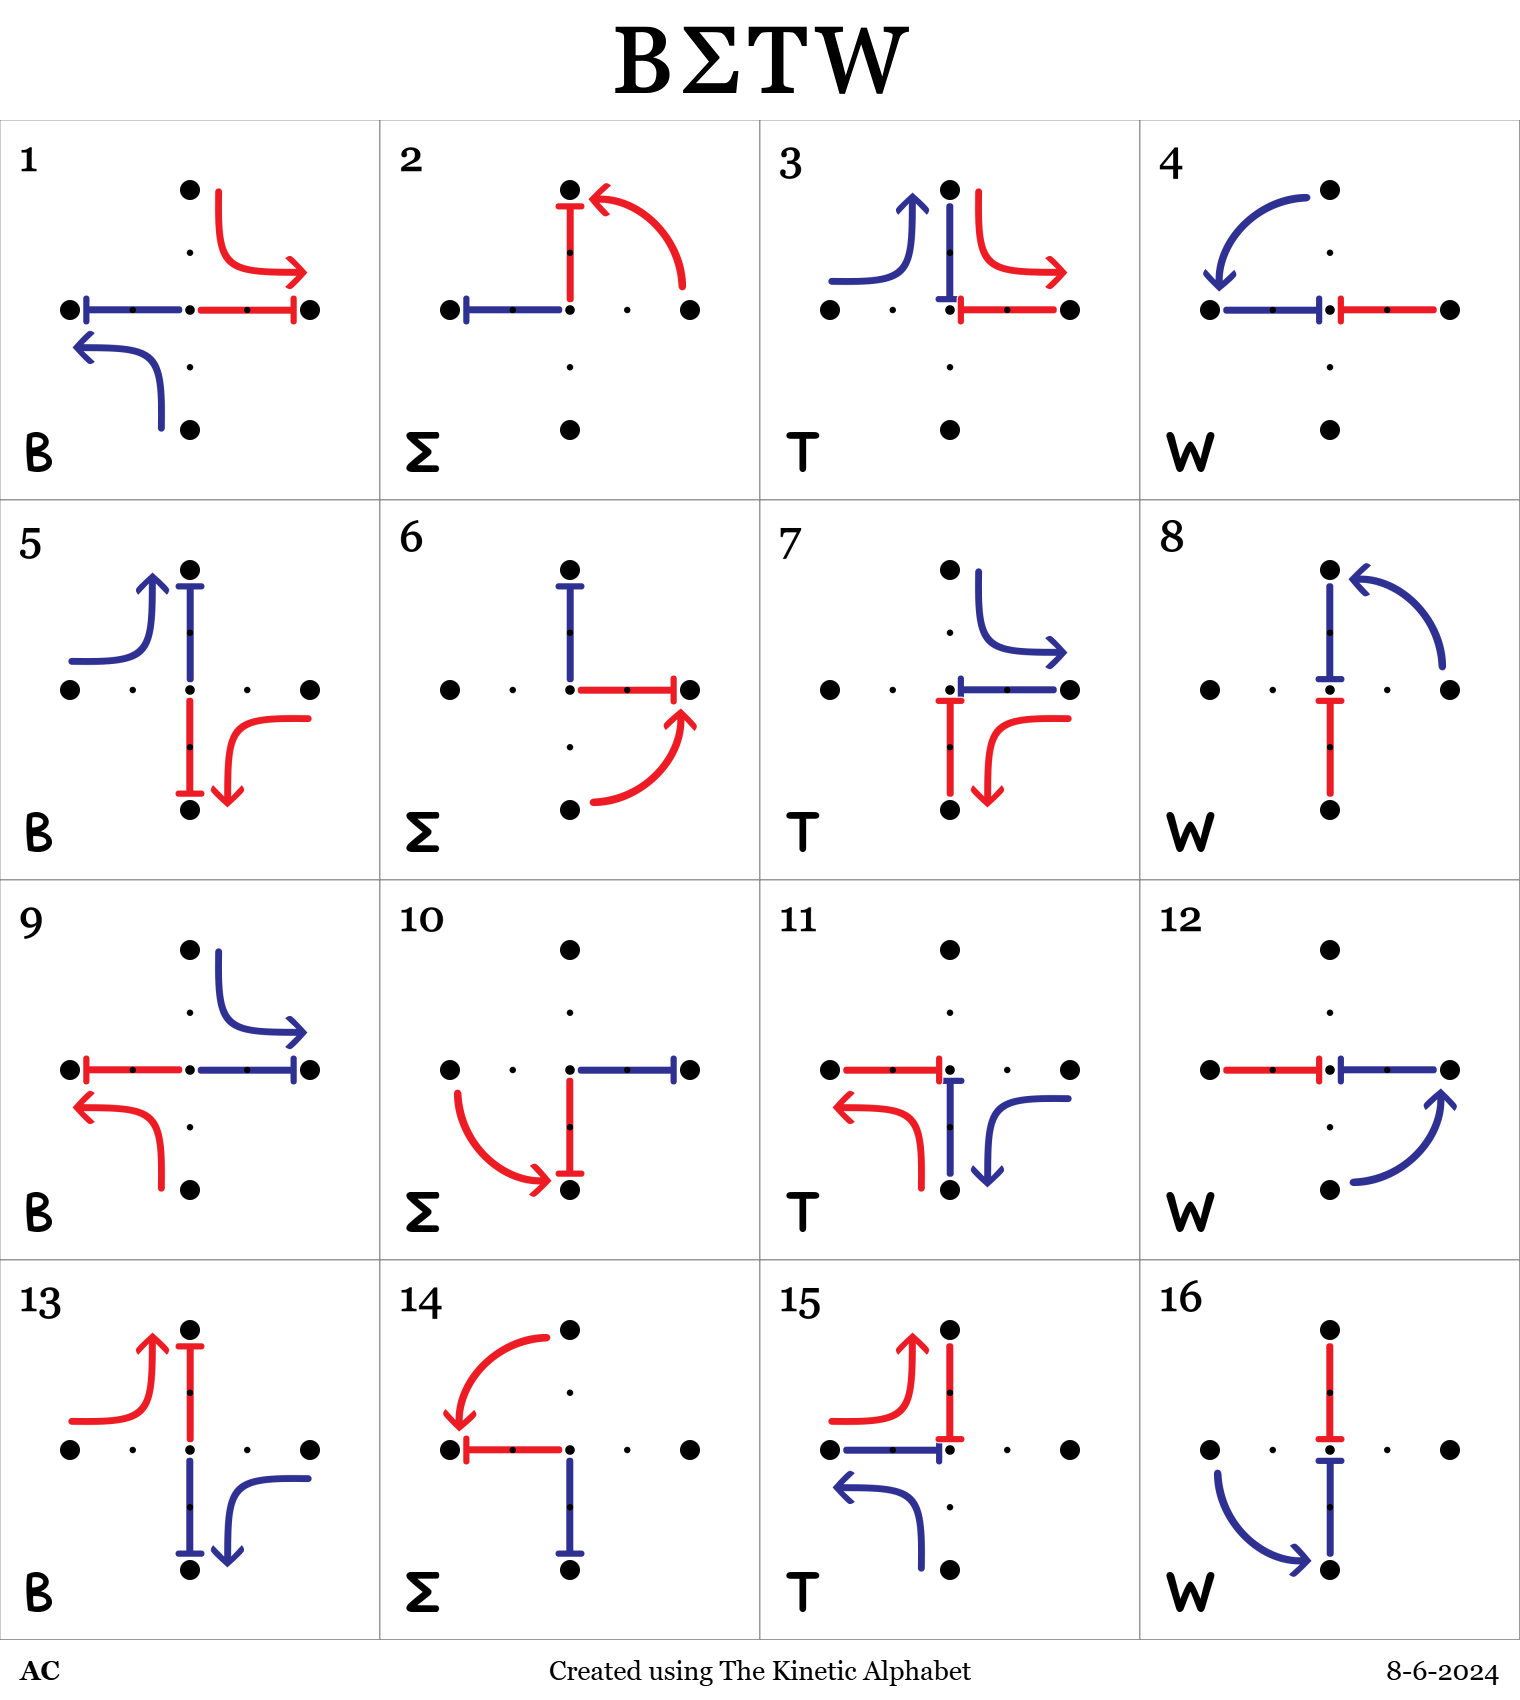 BΣTW
1 2 3 4
B Σ T W
5 6 7 8
B Σ T W
9 10 11 12
B Σ T W
13 14 15 16
B Σ T W
AC Created using The Kinetic Alphabet 8-6-2024